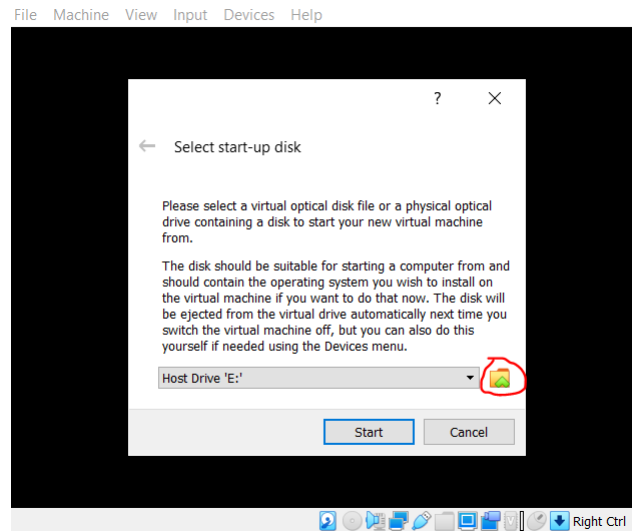 File Machine View Input Devices Help
?
Select start-up disk
Please select a virtual optical disk file or a physical optical
drive containing a disk to start your new virtual machine
from.
The disk should be suitable for starting a computer from and
should contain the operating system you wish to install on
the virtual machine if you want to do that now. The disk will
be ejected from the virtual drive automatically next time you
switch the virtual machine off, but you can also do this
yourself if needed using the Devices menu.
Host Drive 'E:'
Start Cancel
Right Ctrl